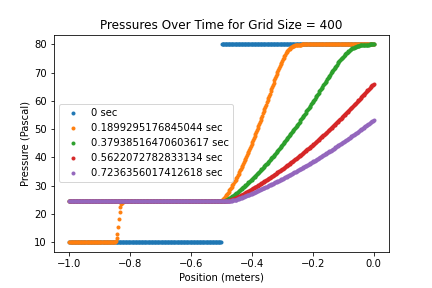 Pressures Over Time for Grid Size = 400
80
70
60
50
40
30
20
10
Pressure (Pascal)
0 sec
0.1899295176845044 sec
0.37938516470603617 sec
0.5622072782833134 sec
0.7236356017412618 sec
−1.0 −0.8 −0.6 −0.4 −0.2 0.0
Position (meters)